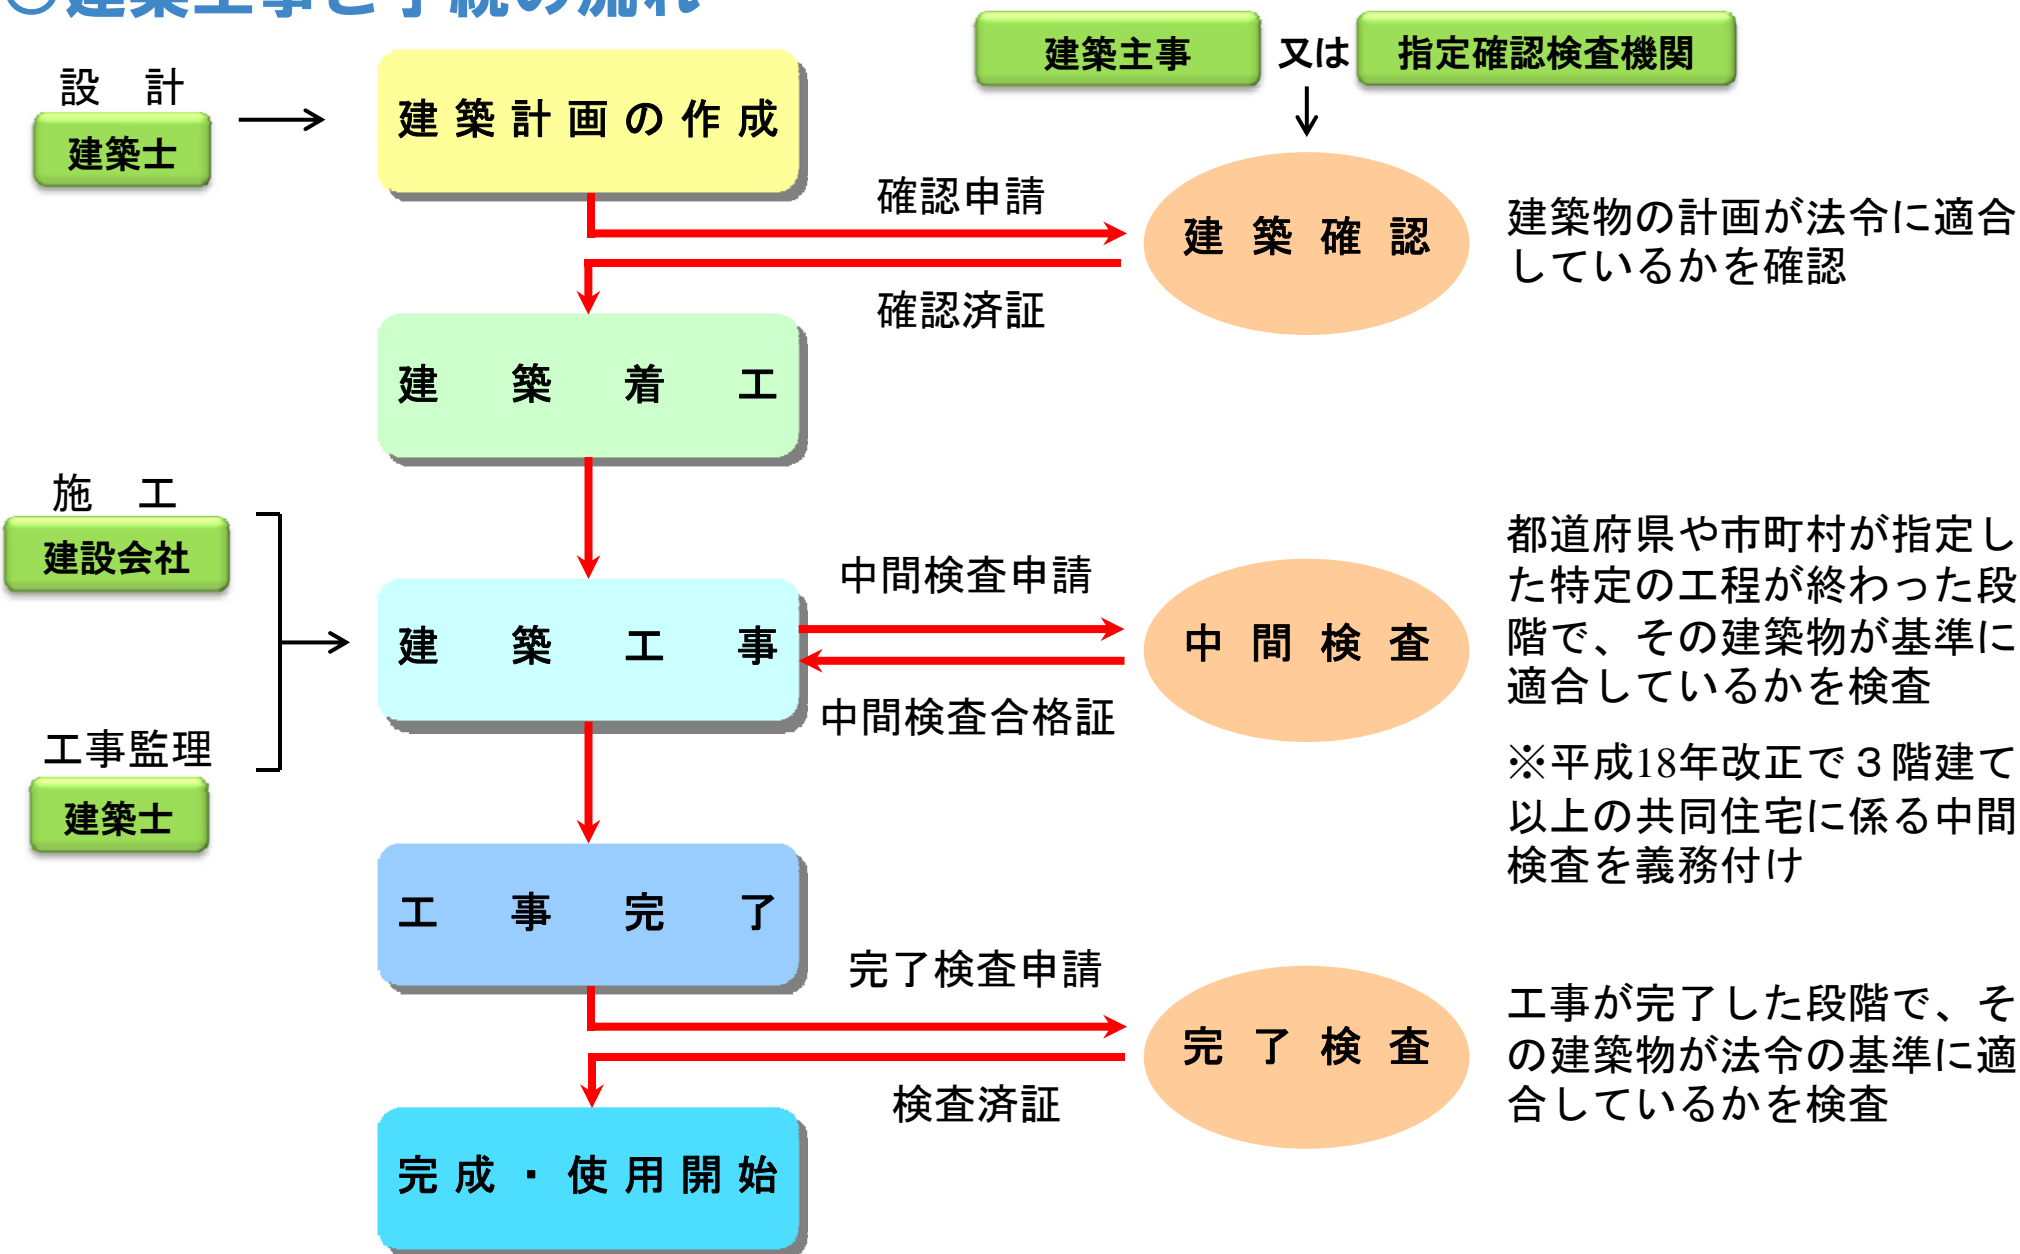 〇建築工事と手続の流れ
設 計
建築士
建築計画の作成
建築主事 又は 指定確認検査機関
確認申請
建築確認
建築物の計画が法令に適合
しているかを確認
確認済証
建築着工
施 工
建設会社
工事監理
建築士
建築工事
中間検査申請
中間検査
中間検査合格証
都道府県や市町村が指定し
た特定の工程が終わった段
階で、その建築物が基準に
適合しているかを検査
※平成18年改正で３階建て
以上の共同住宅に係る中間
検査を義務付け
工事完了
完了検査申請
完了検査
検査済証
工事が完了した段階で、そ
の建築物が法令の基準に適
合しているかを検査
完成・使用開始